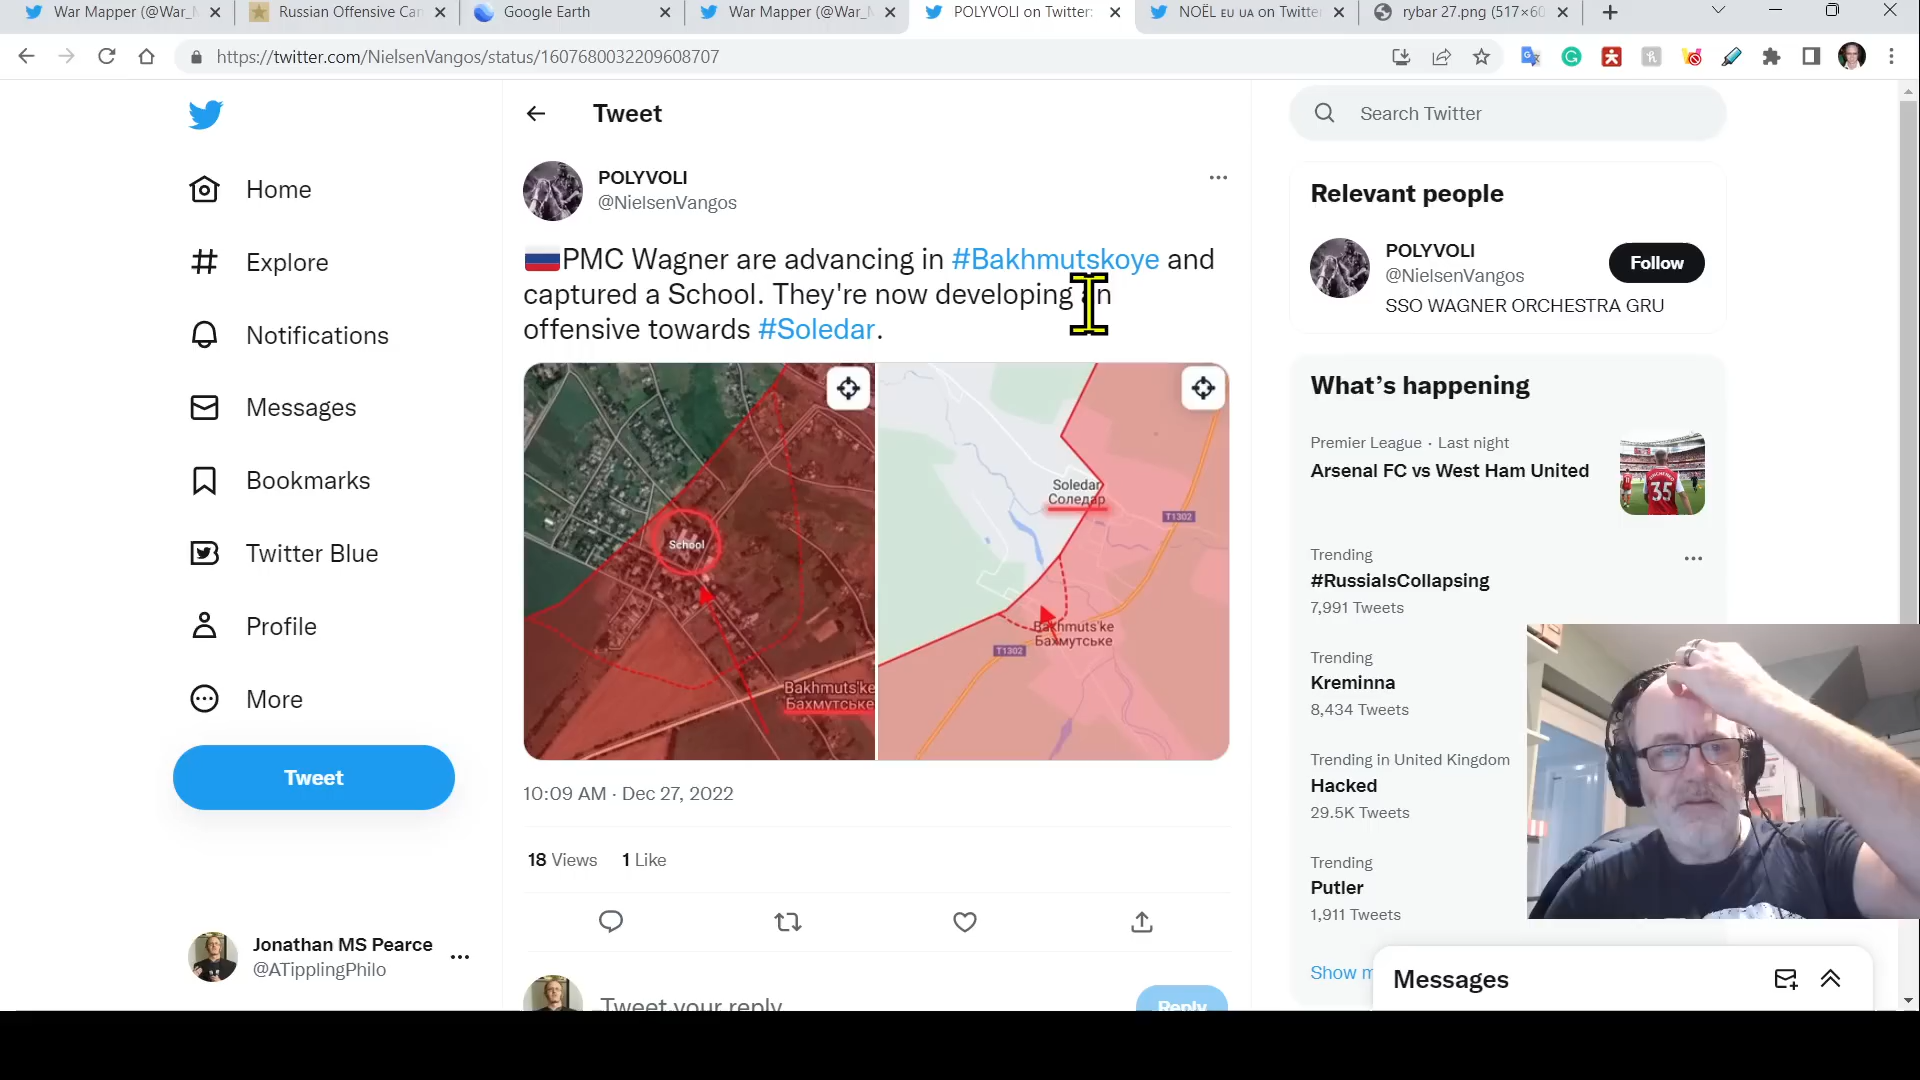 War Mapper (@War_
Russian Offensive Car
Google Earth
War Mapper (@War_
POLYVOLI on Twitter:
NOËL EU UA on Twitte
rybar 27.png (517×60
https://twitter.com/NielsenVangos/status/1607680032209608707
Home
Explore
Notifications
Messages
Bookmarks
Twitter Blue
Profile
More
Tweet
Jonathan MS Pearce
@ATipplingPhilo
Tweet
POLYVOLI
@NielsenVangos
PMC Wagner are advancing in #Bakhmutskoye and
captured a School. They're now developing an
offensive towards #Soledar.
School
Bakhmuts'ke
Бахмутське
Soledar
Соледар
T1302
Bakhmuts'ke
Бахмутське
T1302
10:09 AM · Dec 27, 2022
18 Views 1 Like
Tweet your reply
Reply
Search Twitter
Relevant people
POLYVOLI
@NielsenVangos
Follow
SSO WAGNER ORCHESTRA GRU
What's happening
Premier League · Last night
Arsenal FC vs West Ham United
35
Trending
#RussiaIsCollapsing
7,991 Tweets
Trending
Kreminna
8,434 Tweets
Trending in United Kingdom
Hacked
29.5K Tweets
Trending
Putler
1,911 Tweets
Show m
Messages